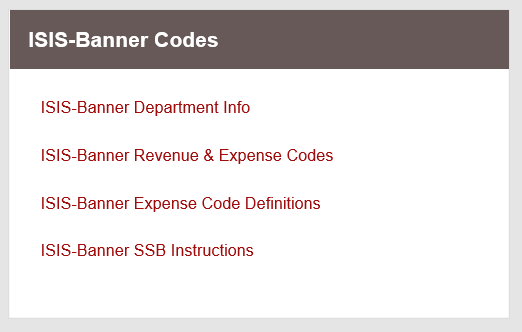 ISIS-Banner Codes
ISIS-Banner Department Info
ISIS-Banner Revenue & Expense Codes
ISIS-Banner Expense Code Definitions
ISIS-Banner SSB Instructions